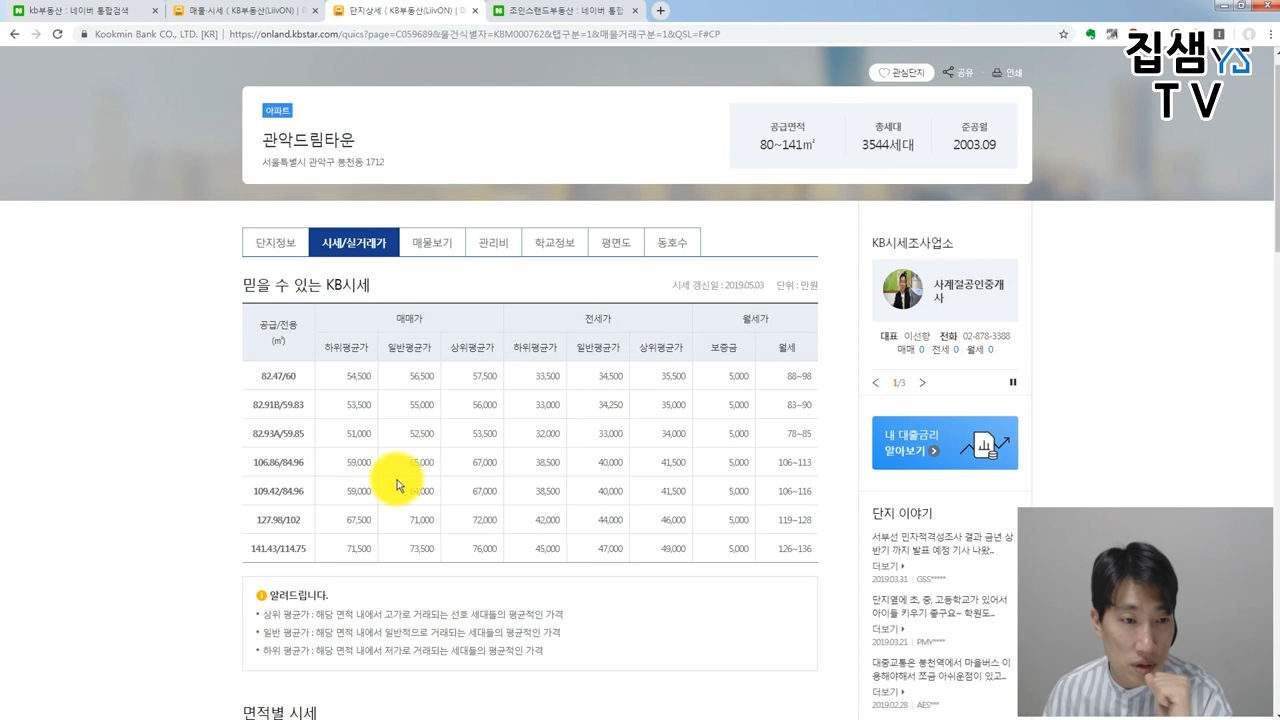 kb부동산 : 네이버 통합검색
매물·시세 ( KB부동산(LiivON) | 
단지상세 ( KB부동산(LiivON) | 
조인스랜드부동산 : 네이버 통합
Kookmin Bank CO., LTD. [KR] | https://onland.kbstar.com/quics?page=C059689&물건식별자=KBM000762&탭구분=1&매물거래구분=1&QSL=F#CP
집샘
TV
관심단지 공유 인쇄
아파트
관악드림타운
서울특별시 관악구 봉천동 1712
공급면적 총세대 준공월
80~141㎡ 3544세대 2003.09
단지정보 시세/실거래가 매물보기 관리비 학교정보 평면도 동호수
믿을 수 있는 KB시세
시세 갱신일 : 2019.05.03 단위 : 만원
공급/전용 (㎡) 매매가 전세가 월세가
하위평균가 일반평균가 상위평균가 하위평균가 일반평균가 상위평균가 보증금 월세
82.47/60 54,500 56,500 57,500 33,500 34,500 35,500 5,000 88~98
82.91B/59.83 53,500 55,000 56,000 33,000 34,250 35,000 5,000 83~90
82.93A/59.85 51,000 52,500 53,500 32,000 33,000 34,000 5,000 78~85
106.86/84.96 59,000 65,000 67,000 38,500 40,000 41,500 5,000 106~113
109.42/84.96 59,000 64,000 67,000 38,500 40,000 41,500 5,000 106~116
127.98/102 67,500 71,000 72,000 42,000 44,000 46,000 5,000 119~128
141.43/114.75 71,500 73,500 76,000 45,000 47,000 49,000 5,000 126~136
알려드립니다.
• 상위 평균가 : 해당 면적 내에서 고가로 거래되는 선호 세대들의 평균적인 가격
• 일반 평균가 : 해당 면적 내에서 일반적으로 거래되는 세대들의 평균적인 가격
• 하위 평균가 : 해당 면적 내에서 저가로 거래되는 세대들의 평균적인 가격
면적별 시세
KB시세조사업소
사계절공인중개
사
대표 이선항 전화 02-878-3388
매매 0 전세 0 월세 0
1/3
내 대출금리
알아보기
단지 이야기
서부선 민자적격성조사 결과 금년 상
반기 까지 발표 예정 기사 나왔...
더보기
2019.03.31 | GSS*****
단지옆에 초, 중, 고등학교가 있어서
아이들 키우기 좋구요~ 학원도...
더보기
2019.03.21 | PMY****
대중교통은 봉천역에서 마을버스 이
용해야해서 쪼금 아쉬운점이 있고...
더보기
2019.02.28 | AES***